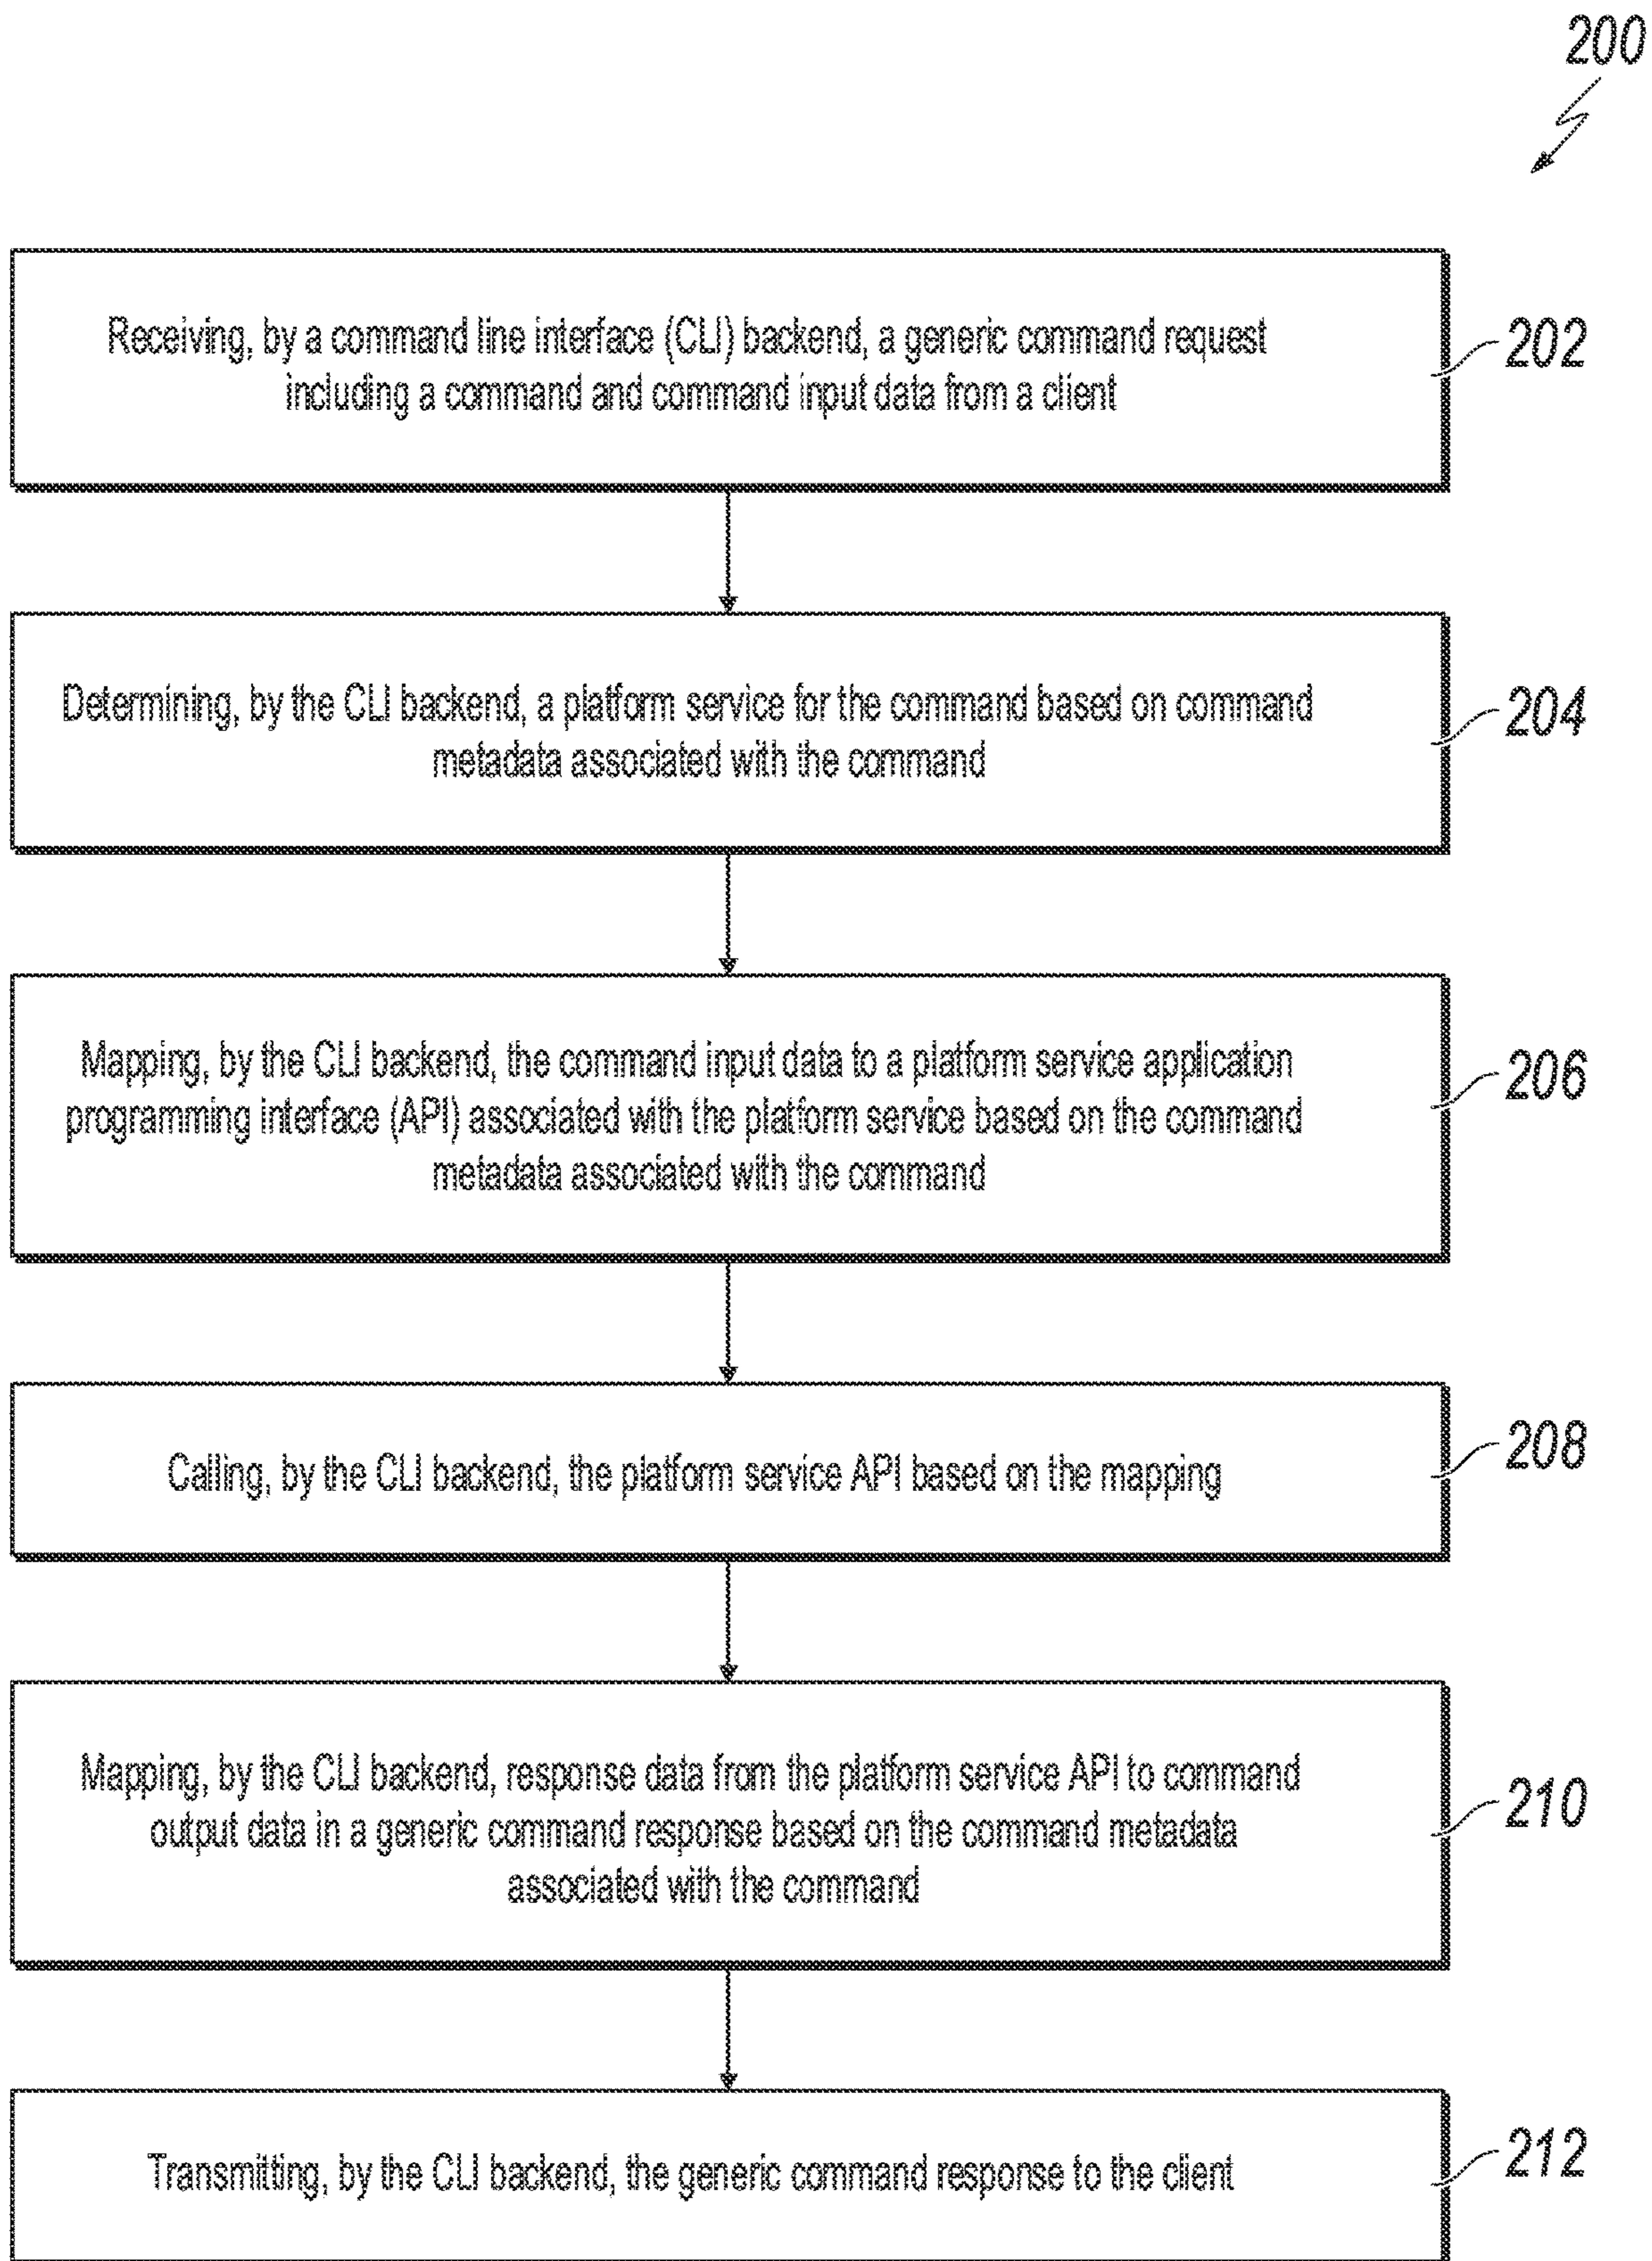 200
Receiving, by a command line interface (CLI) backend, a generic command request
including a command and command input data from a client
202
Determining, by the CLI backend, a platform service for the command based on command
metadata associated with the command
204
Mapping, by the CLI backend, the command input data to a platform service application
programming interface (API) associated with the platform service based on the command
metadata associated with the command
206
Calling, by the CLI backend, the platform service API based on the mapping
208
Mapping, by the CLI backend, response data from the platform service API to command
output data in a generic command response based on the command metadata
associated with the command
210
Transmitting, by the CLI backend, the generic command response to the client
212